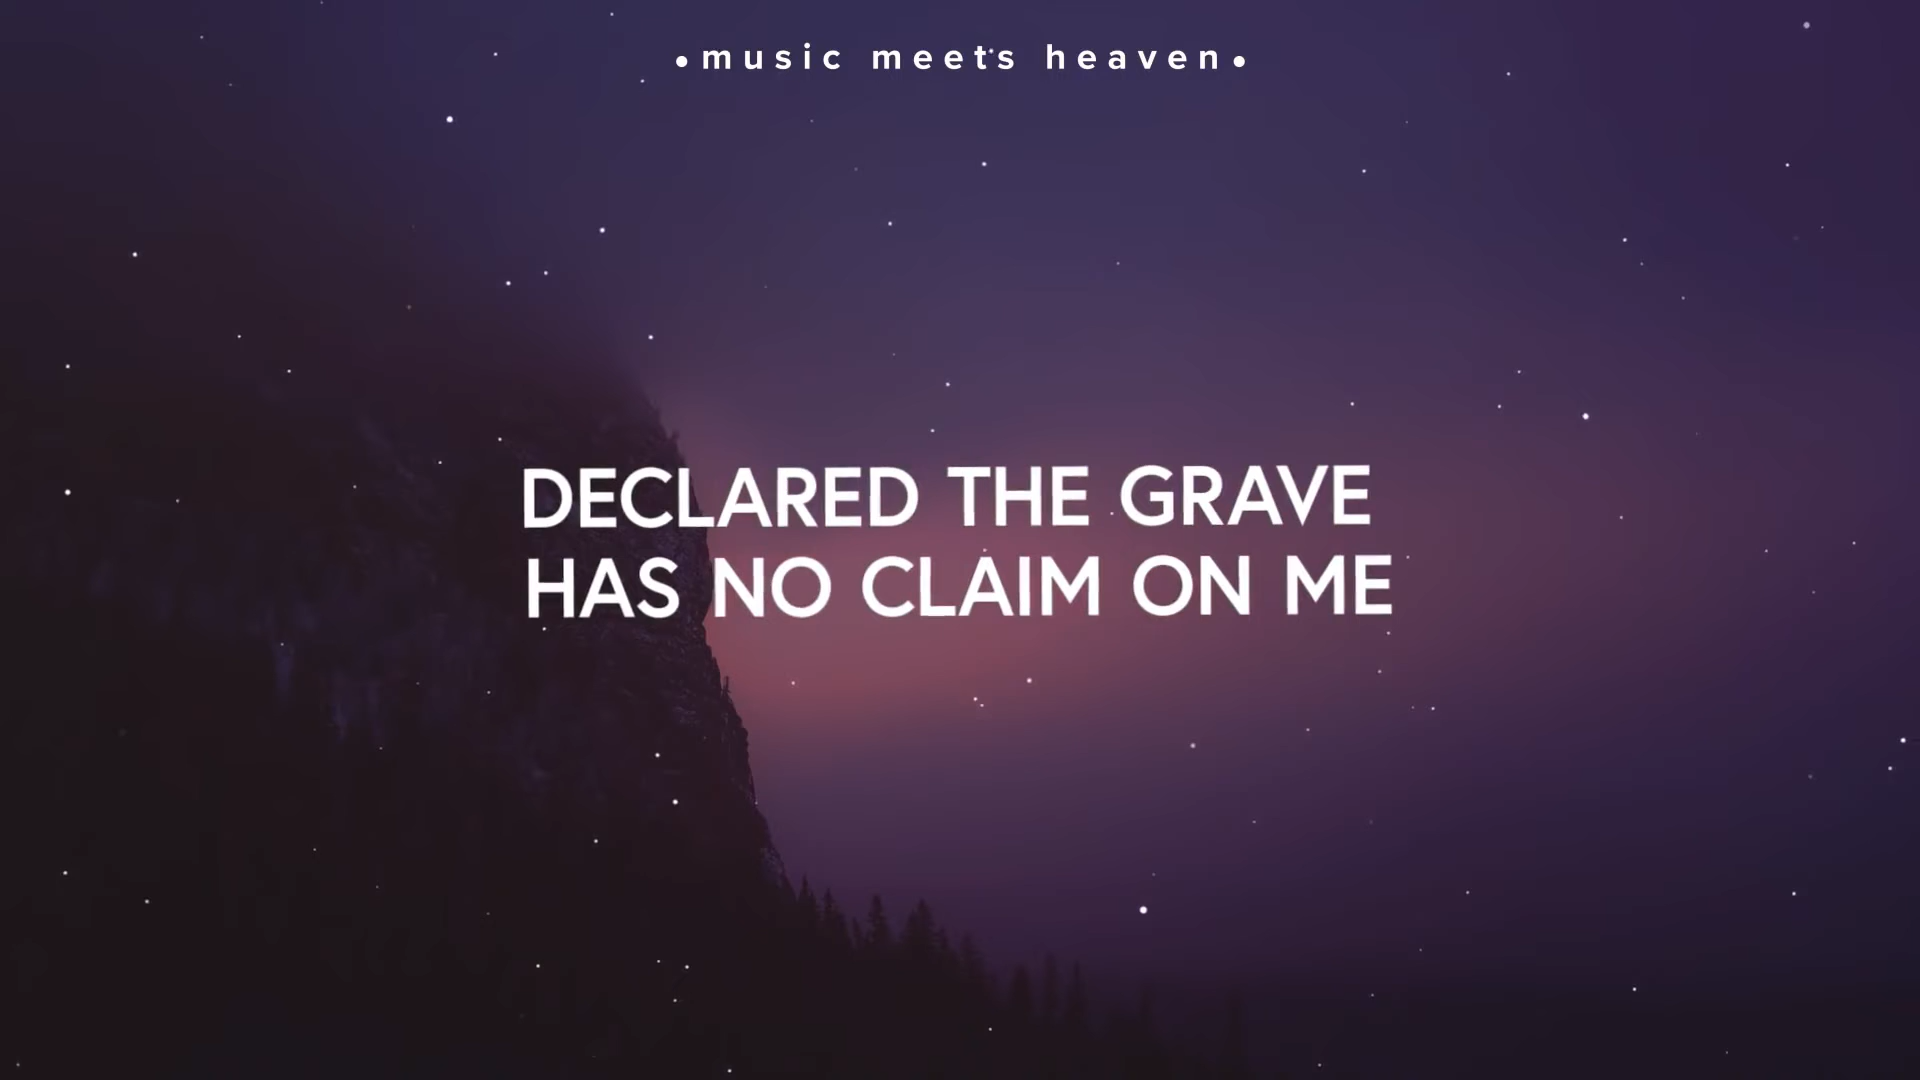 •music meets heaven•
DECLARED THE GRAVE
HAS NO CLAIM ON ME